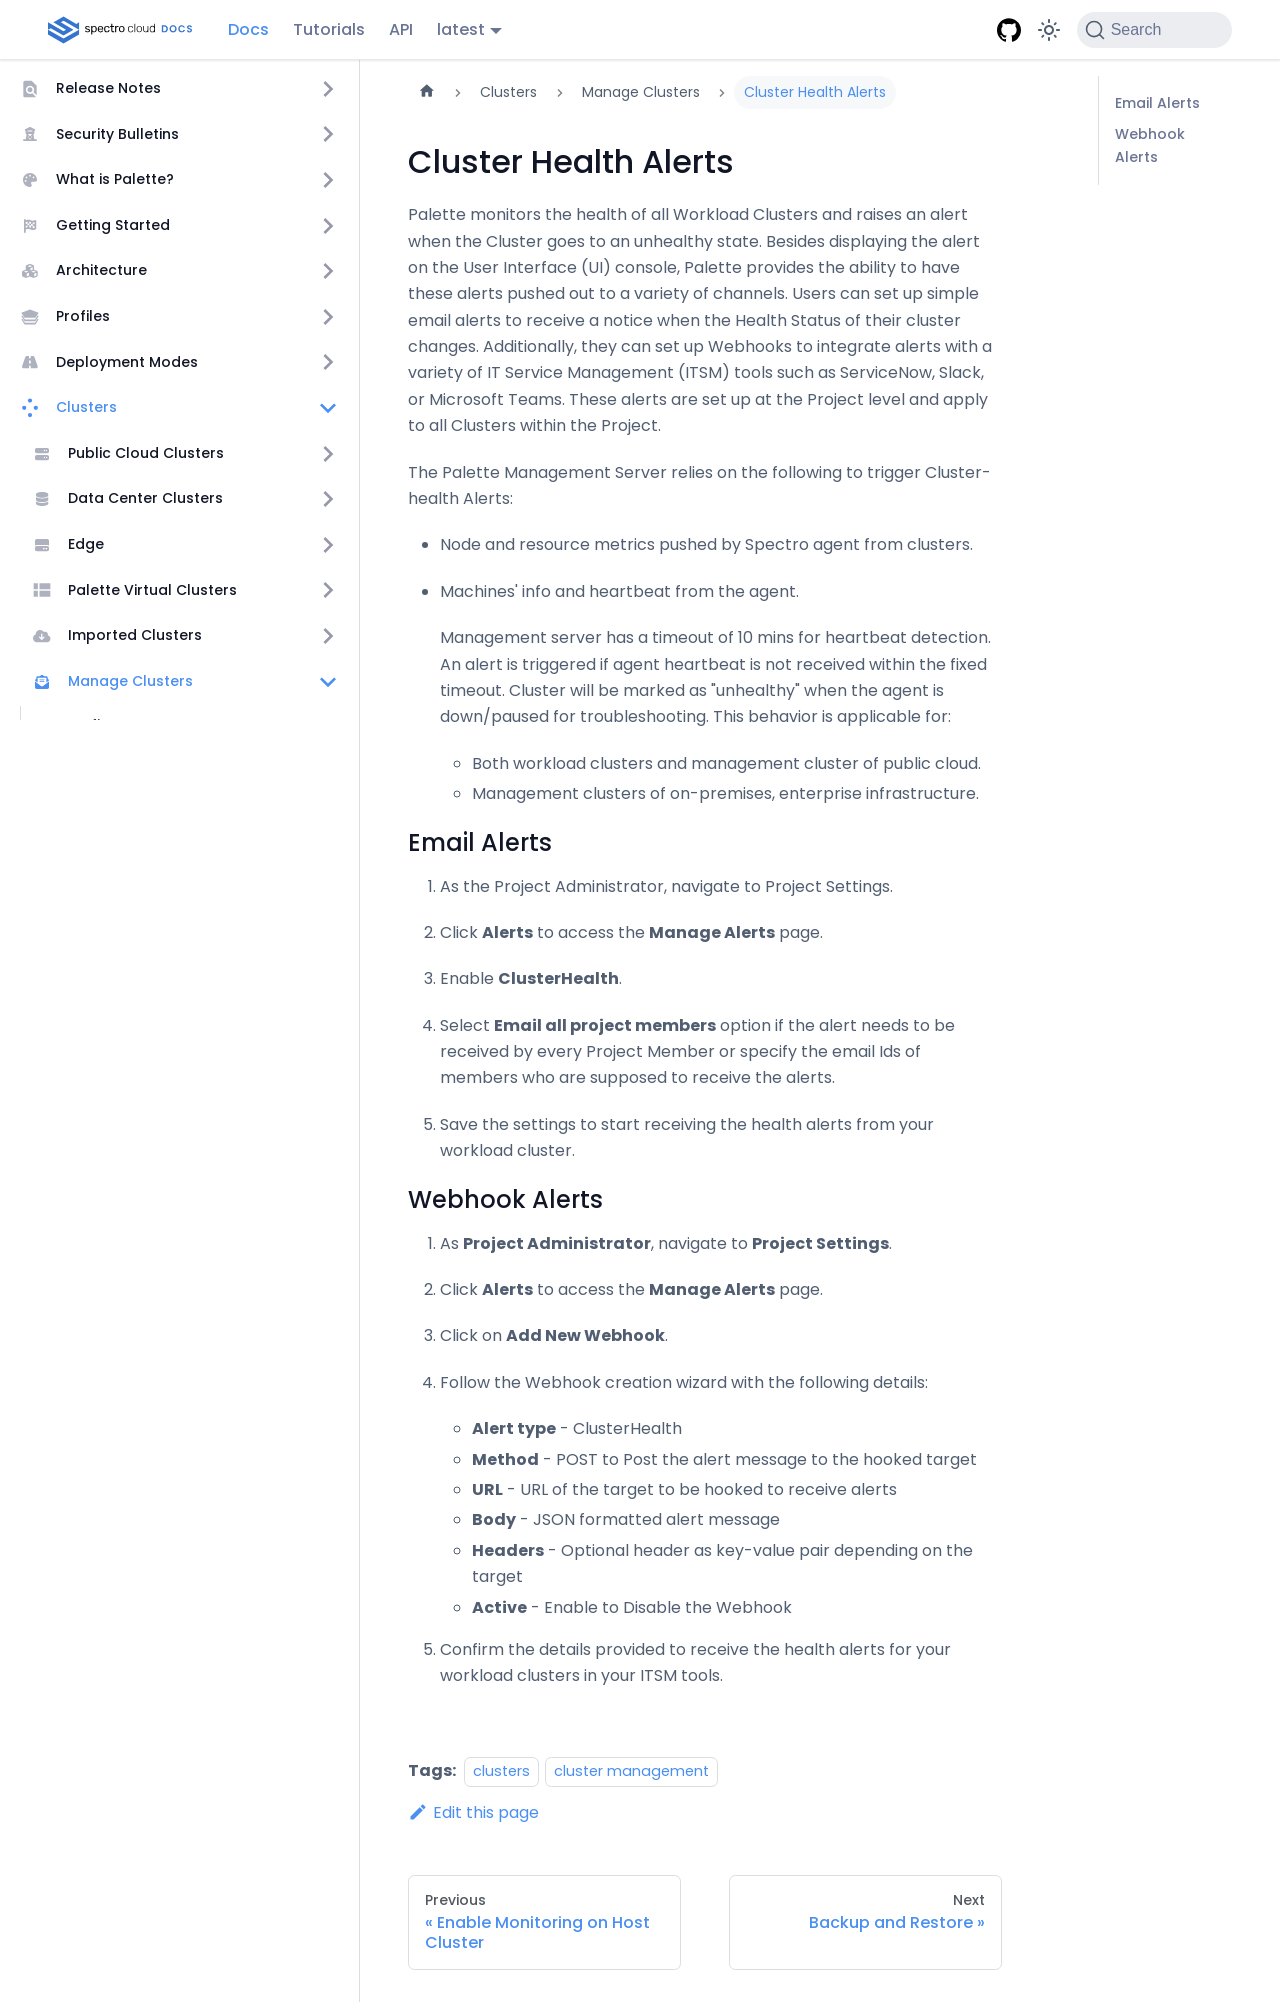 spectro cloud DOCS
Docs
Tutorials
API
latest
Search
Release Notes
Security Bulletins
What is Palette?
Getting Started
Architecture
Profiles
Deployment Modes
Clusters
Public Cloud Clusters
Data Center Clusters
Edge
Palette Virtual Clusters
Imported Clusters
Manage Clusters
Clusters
Manage Clusters
Cluster Health Alerts
Cluster Health Alerts
Palette monitors the health of all Workload Clusters and raises an alert
when the Cluster goes to an unhealthy state. Besides displaying the alert
on the User Interface (UI) console, Palette provides the ability to have
these alerts pushed out to a variety of channels. Users can set up simple
email alerts to receive a notice when the Health Status of their cluster
changes. Additionally, they can set up Webhooks to integrate alerts with a
variety of IT Service Management (ITSM) tools such as ServiceNow, Slack,
or Microsoft Teams. These alerts are set up at the Project level and apply
to all Clusters within the Project.
The Palette Management Server relies on the following to trigger Cluster-
health Alerts:
Node and resource metrics pushed by Spectro agent from clusters.
Machines' info and heartbeat from the agent.
Management server has a timeout of 10 mins for heartbeat detection.
An alert is triggered if agent heartbeat is not received within the fixed
timeout. Cluster will be marked as "unhealthy" when the agent is
down/paused for troubleshooting. This behavior is applicable for:
Both workload clusters and management cluster of public cloud.
Management clusters of on-premises, enterprise infrastructure.
Email Alerts
1. As the Project Administrator, navigate to Project Settings.
2. Click Alerts to access the Manage Alerts page.
3. Enable ClusterHealth.
4. Select Email all project members option if the alert needs to be
received by every Project Member or specify the email Ids of
members who are supposed to receive the alerts.
5. Save the settings to start receiving the health alerts from your
workload cluster.
Webhook Alerts
1. As Project Administrator, navigate to Project Settings.
2. Click Alerts to access the Manage Alerts page.
3. Click on Add New Webhook.
4. Follow the Webhook creation wizard with the following details:
Alert type - ClusterHealth
Method - POST to Post the alert message to the hooked target
URL - URL of the target to be hooked to receive alerts
Body - JSON formatted alert message
Headers - Optional header as key-value pair depending on the
target
Active - Enable to Disable the Webhook
5. Confirm the details provided to receive the health alerts for your
workload clusters in your ITSM tools.
Tags: clusters cluster management
Edit this page
Previous
« Enable Monitoring on Host
Cluster
Next
Backup and Restore »
Email Alerts
Webhook
Alerts